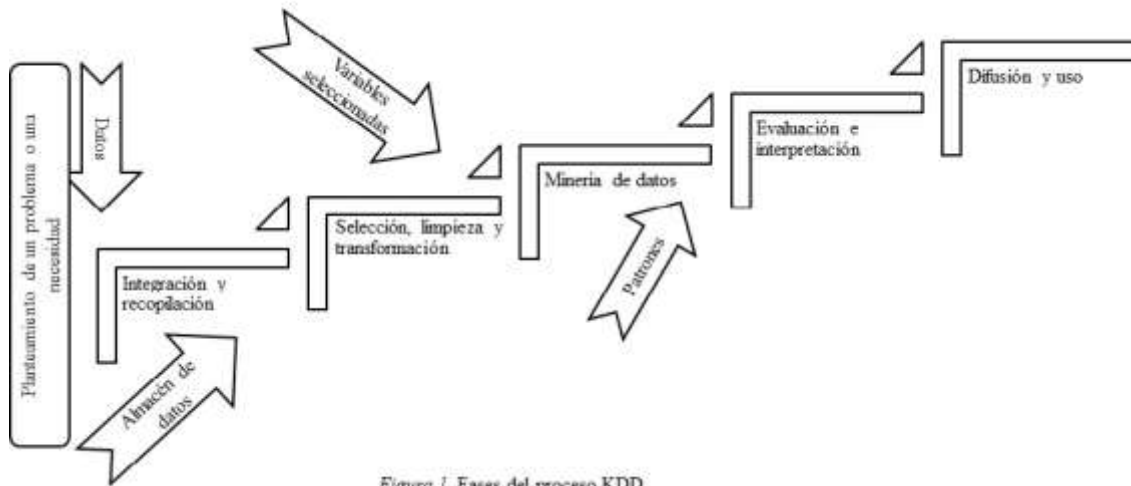 Planteamiento de un problema o una
necesidad
Datos
Variables
seleccionadas
Almacén de
datos
Integración y
recopilación
Selección, limpieza y
transformación
Minería de datos
Patrones
Evaluación e
interpretación
Difusión y uso
Figura 1. Fases del proceso KDD